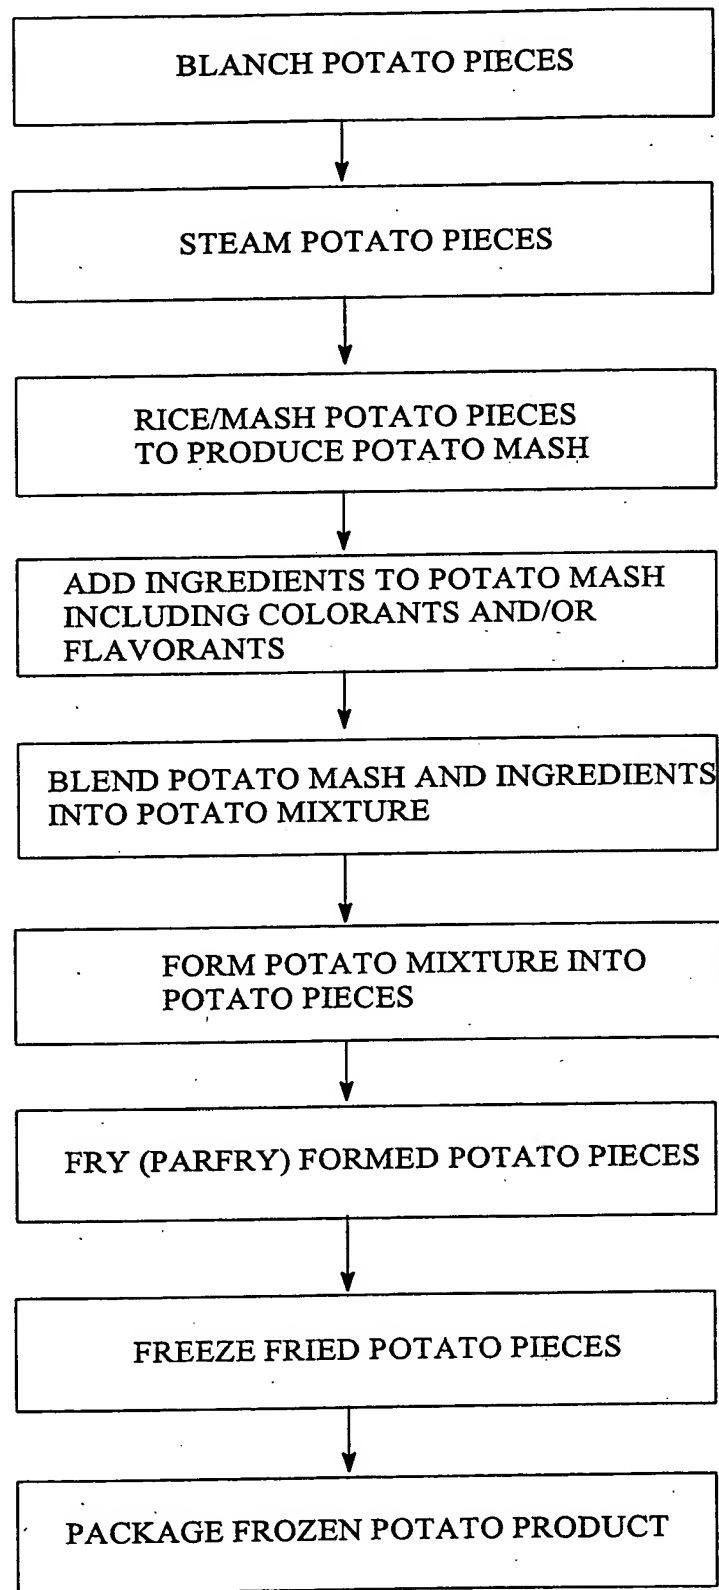 BLANCH POTATO PIECES
STEAM POTATO PIECES
RICE/MASH POTATO PIECES
TO PRODUCE POTATO MASH
ADD INGREDIENTS TO POTATO MASH
INCLUDING COLORANTS AND/OR
FLAVORANTS
BLEND POTATO MASH AND INGREDIENTS
INTO POTATO MIXTURE
FORM POTATO MIXTURE INTO
POTATO PIECES
FRY (PARFRY) FORMED POTATO PIECES
FREEZE FRIED POTATO PIECES
PACKAGE FROZEN POTATO PRODUCT